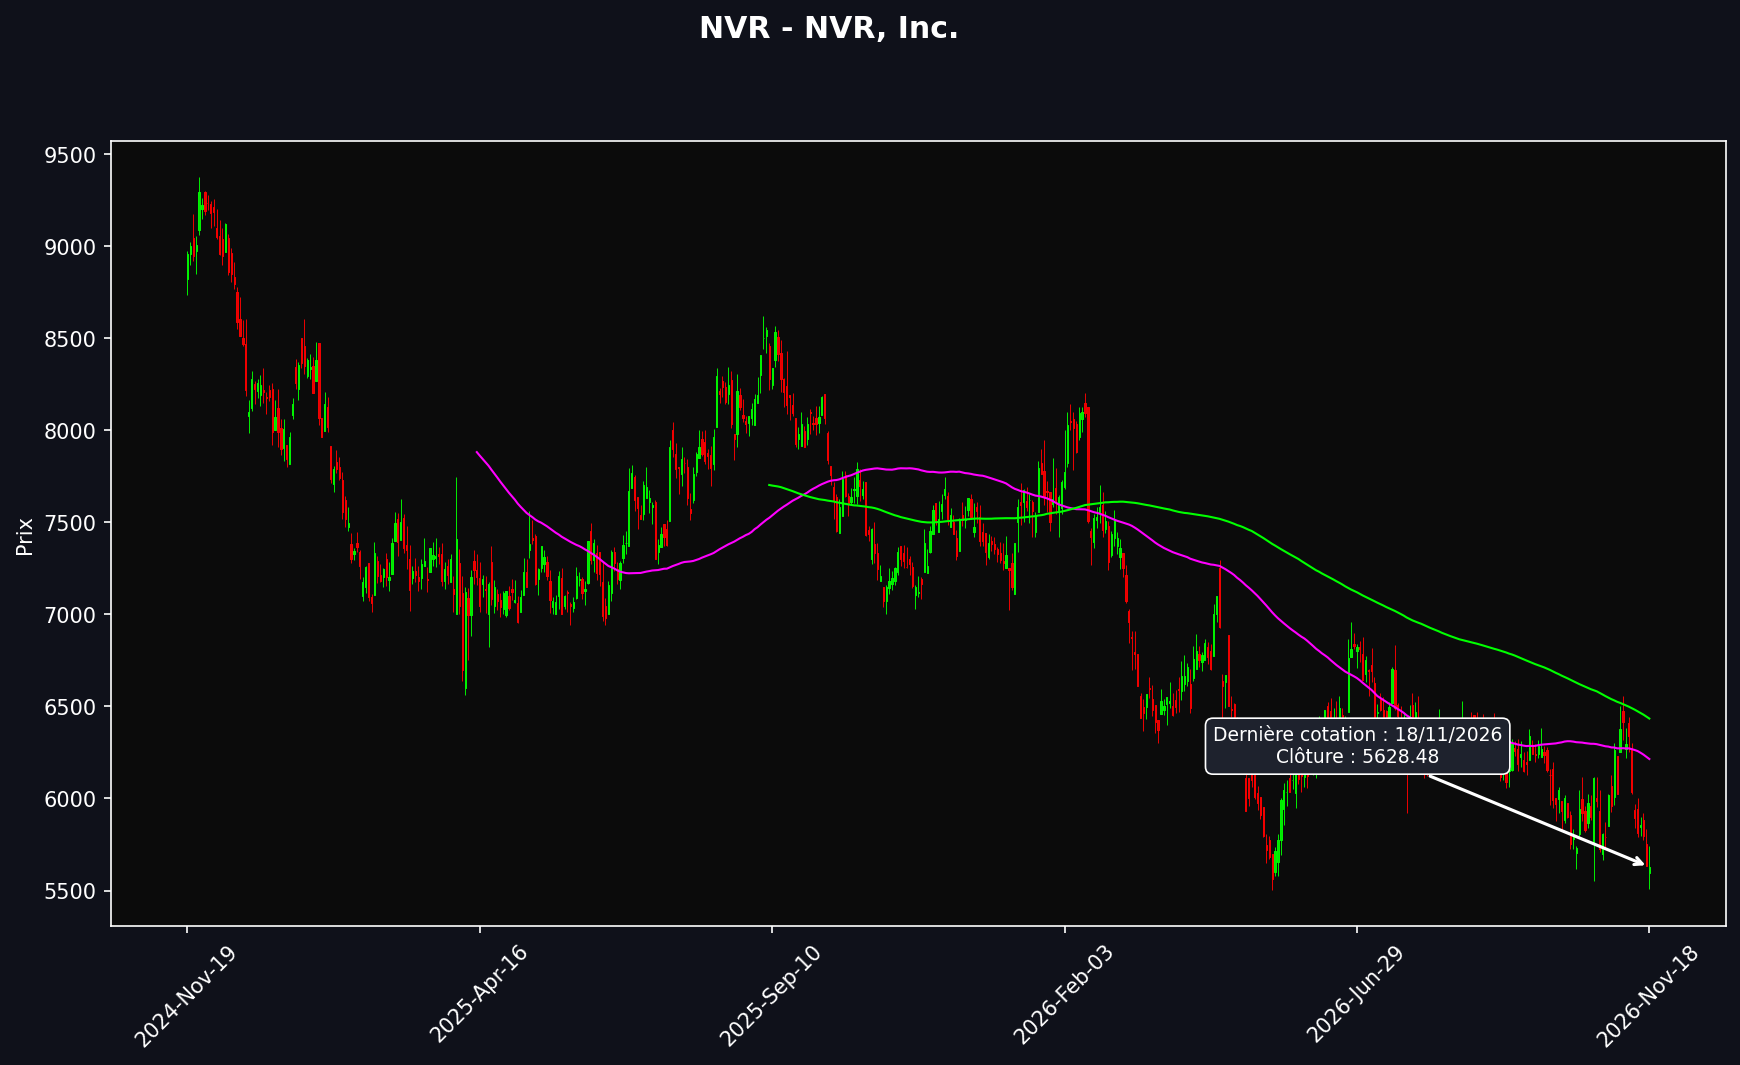 NVR - NVR, Inc.
9500
9000
8500
8000
7500
7000
6500
6000
5500
Prix
Dernière cotation : 18/11/2026
Clôture : 5628.48
2024-Nov-19
2025-Apr-16
2025-Sep-10
2026-Feb-03
2026-Jun-29
2026-Nov-18